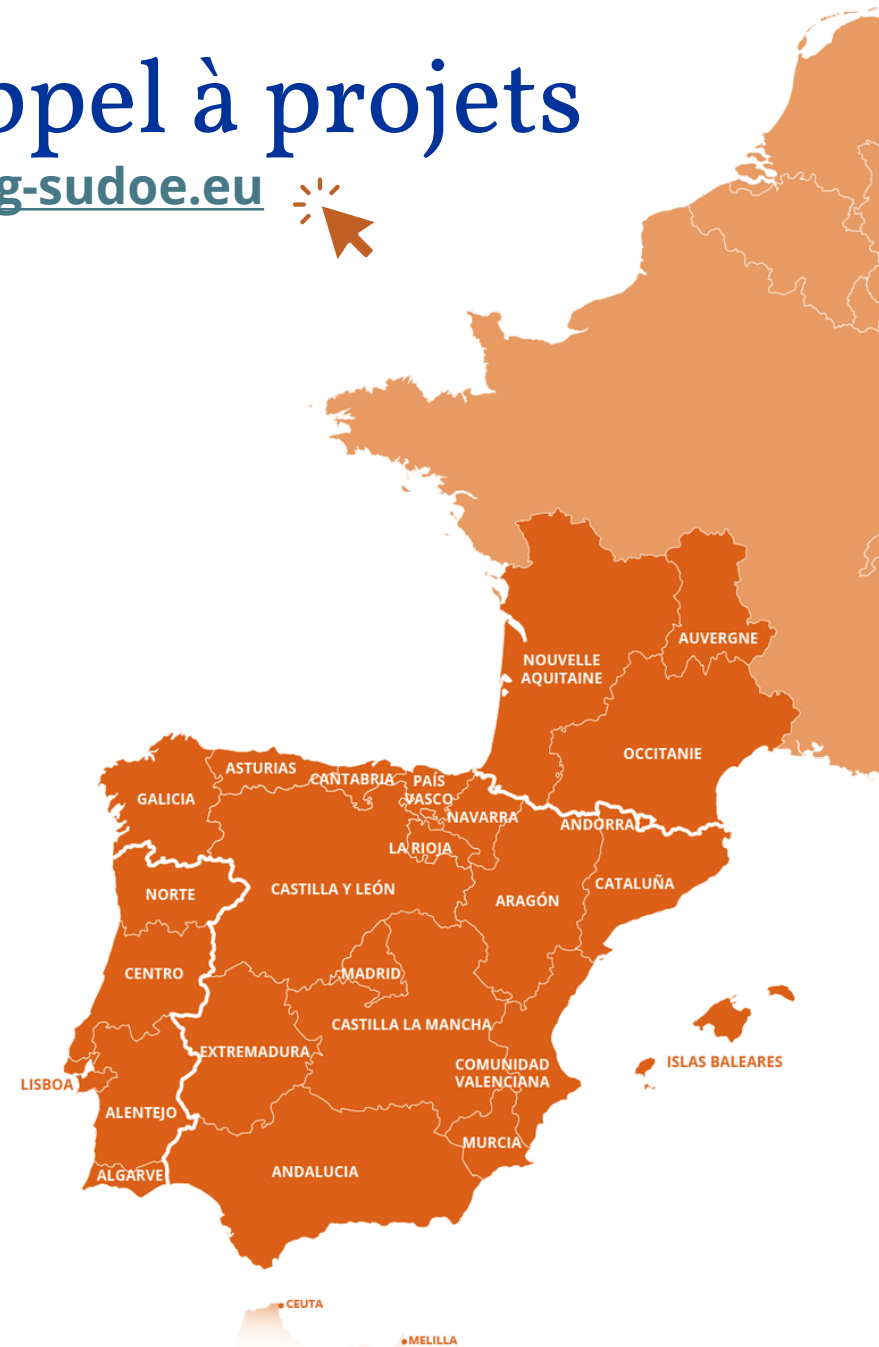 ppel à projets
g-sudoe.eu
AUVERGNE
NOUVELLE
AQUITAINE
OCCITANIE
ASTURIAS
CANTABRIA
PAÍS
VASCO
GALICIA
NAVARRA
ANDORRA
LA RIOJA
CASTILLA Y LEÓN
CATALUÑA
NORTE
ARAGÓN
CENTRO
MADRID
CASTILLA LA MANCHA
EXTREMADURA
COMUNIDAD
VALENCIANA
ISLAS BALEARES
LISBOA
ALENTEJO
MURCIA
ALGARVE
ANDALUCIA
CEUTA
MELILLA